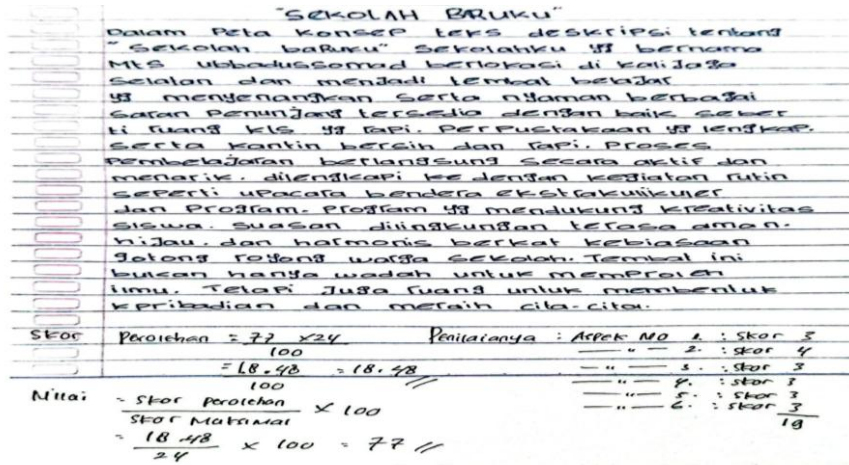 "SEKOLAH BARUKU"
Dalam Peta Konsep teks deskripsi tentang
"Sekolah baruku" Sekolahku yg bernama
MTs ubbadussomad berlokasi di kalijaga
Selatan dan menjadi tembat belajar
yg menyenangkan serta nyaman berbagai
saran Penunjang tersedia dengan baik seber
ti ruang kls yg rapi. Perpustakaan yg lengkap.
serta kantin bersih dan rapi. Proses
Pembelajaran berlangsung secara aktif dan
menarik. dilengkapi ke dengan kegiatan rutin
seperti upacara bendera ekstrakulikuler
dan Program-Program yg mendukung kreativitas
siswa. suasan dilingkungan terasa aman.
hijau. dan harmonis berkat kebiasaan
gotong royong warga sekolah. Tembat ini
bukan hanya wadah untuk memproleh
ilmu. Tetapi Juga ruang untuk membentuk
kpribadian dan meraih cita-cita.
Skor Perolehan = 77 x 24 Penilaianya : Aspek No 1. : Skor 3
100 — " — 2. : Skor 4
= 18.48 = 18.48 // — " — 3. : Skor 3
100 — " — 4. : Skor 3
Nilai = Skor perolehan x 100 — " — 5. : Skor 3
Skor Maksimal — " — 6. : Skor 3
19
= 18.48 x 100 = 77 //
24